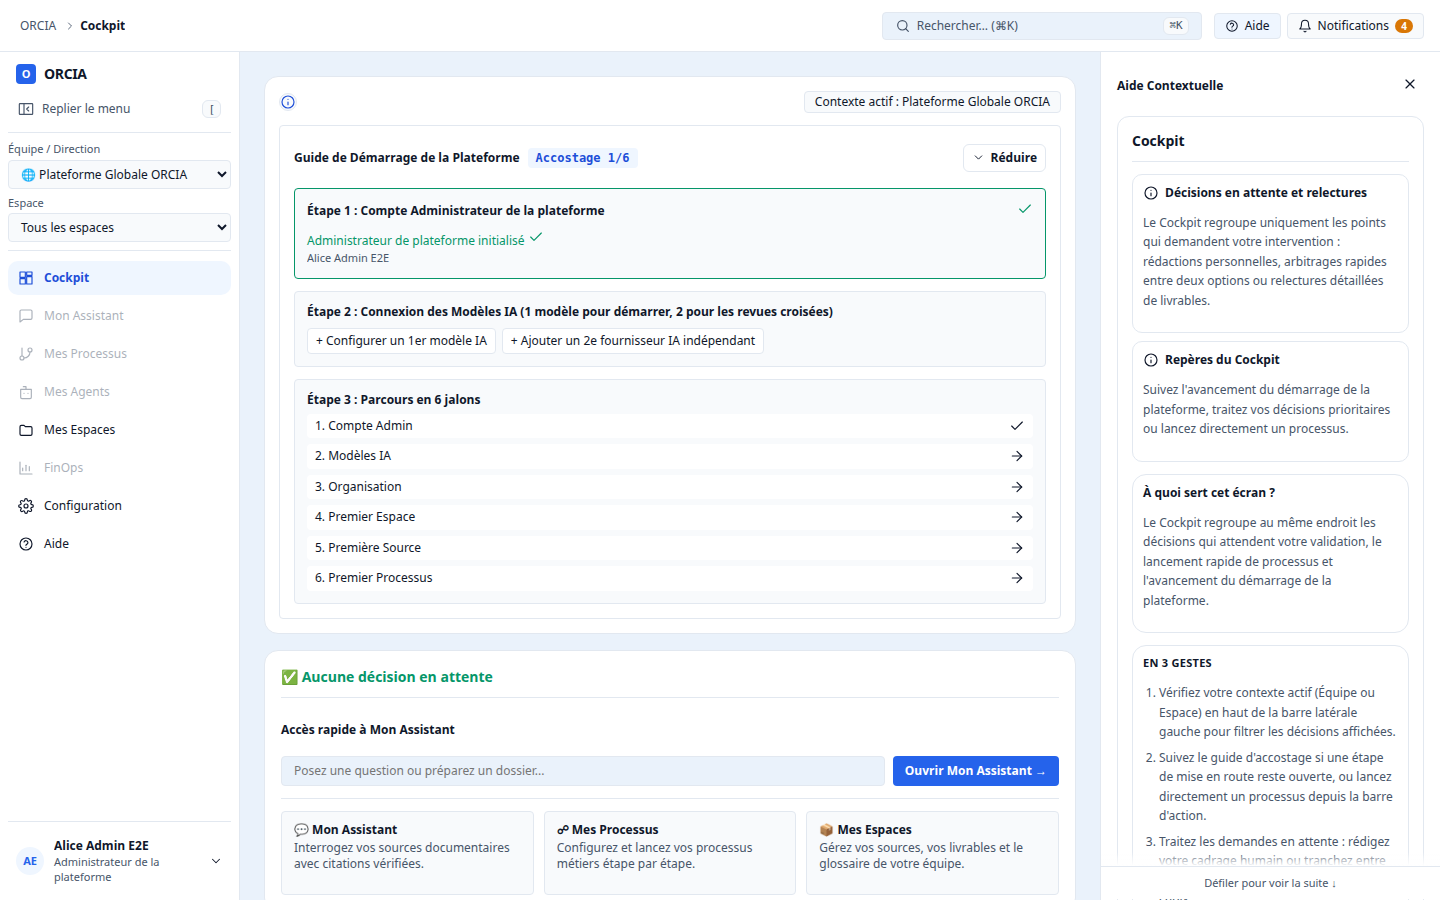 ORCIA > Cockpit
Rechercher... (⌘K)
⌘K
Aide
Notifications 4
O ORCIA
Replier le menu [
Équipe / Direction
🌐 Plateforme Globale ORCIA
Espace
Tous les espaces
Cockpit
Mon Assistant
Mes Processus
Mes Agents
Mes Espaces
FinOps
Configuration
Aide
AE
Alice Admin E2E
Administrateur de la
plateforme
Contexte actif : Plateforme Globale ORCIA
Guide de Démarrage de la Plateforme Accostage 1/6
Réduire
Étape 1 : Compte Administrateur de la plateforme
Administrateur de plateforme initialisé
Alice Admin E2E
Étape 2 : Connexion des Modèles IA (1 modèle pour démarrer, 2 pour les revues croisées)
+ Configurer un 1er modèle IA
+ Ajouter un 2e fournisseur IA indépendant
Étape 3 : Parcours en 6 jalons
1. Compte Admin
2. Modèles IA →
3. Organisation →
4. Premier Espace →
5. Première Source →
6. Premier Processus →
✅ Aucune décision en attente
Accès rapide à Mon Assistant
Posez une question ou préparez un dossier...
Ouvrir Mon Assistant →
💬 Mon Assistant
Interrogez vos sources documentaires
avec citations vérifiées.
☍ Mes Processus
Configurez et lancez vos processus
métiers étape par étape.
📦 Mes Espaces
Gérez vos sources, vos livrables et le
glossaire de votre équipe.
Aide Contextuelle
Cockpit
Décisions en attente et relectures
Le Cockpit regroupe uniquement les points
qui demandent votre intervention :
rédactions personnelles, arbitrages rapides
entre deux options ou relectures détaillées
de livrables.
Repères du Cockpit
Suivez l'avancement du démarrage de la
plateforme, traitez vos décisions prioritaires
ou lancez directement un processus.
À quoi sert cet écran ?
Le Cockpit regroupe au même endroit les
décisions qui attendent votre validation, le
lancement rapide de processus et
l'avancement du démarrage de la
plateforme.
EN 3 GESTES
1. Vérifiez votre contexte actif (Équipe ou
Espace) en haut de la barre latérale
gauche pour filtrer les décisions affichées.
2. Suivez le guide d'accostage si une étape
de mise en route reste ouverte, ou lancez
directement un processus depuis la barre
d'action.
3. Traitez les demandes en attente : rédigez
votre cadrage humain ou tranchez entre
Défiler pour voir la suite ↓